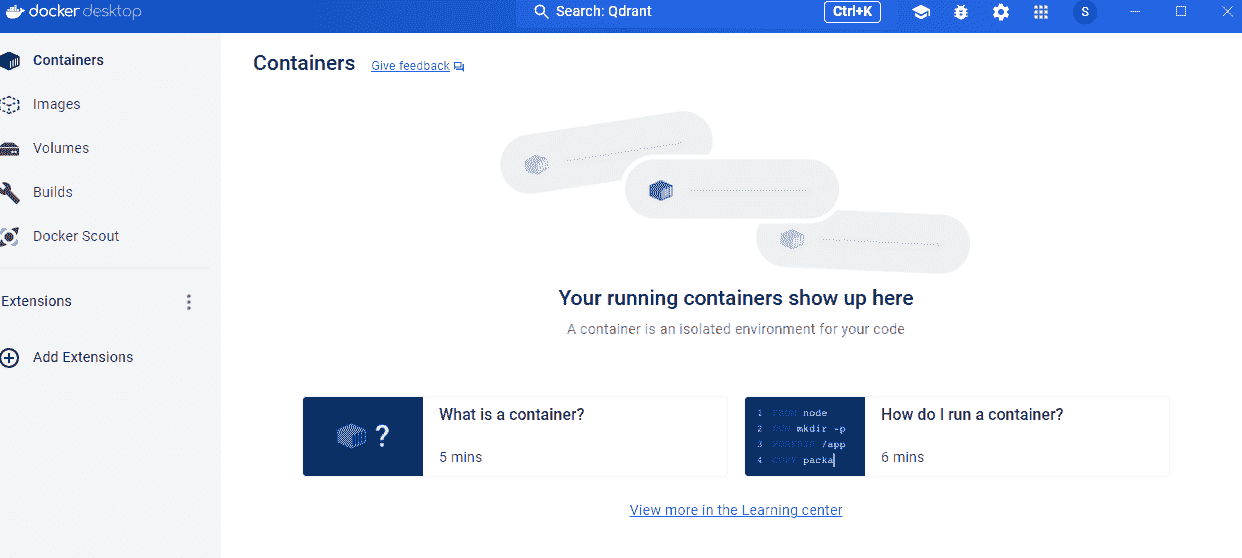 docker desktop
Search: Qdrant
Ctrl+K
S
Containers
Images
Volumes
Builds
Docker Scout
Extensions
Add Extensions
Containers Give feedback
Your running containers show up here
A container is an isolated environment for your code
?
What is a container?
5 mins
1 FROM node
2 RUN mkdir -p
3 WORKDIR /app
4 COPY packa
How do I run a container?
6 mins
View more in the Learning center